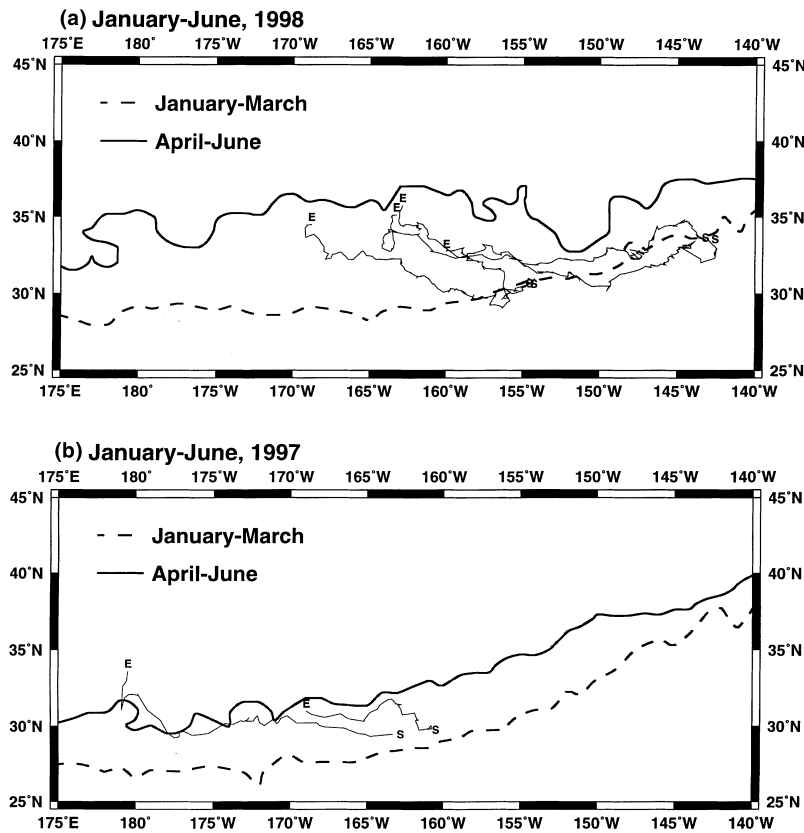 (a) January-June, 1998
175˚E 180˚ 175˚W 170˚W 165˚W 160˚W 155˚W 150˚W 145˚W 140˚W
45˚N 45˚N
January-March
40˚N 40˚N
April-June
E
E
35˚N E 35˚N
E S S
30˚N SS 30˚N
25˚N 25˚N
175˚E 180˚ 175˚W 170˚W 165˚W 160˚W 155˚W 150˚W 145˚W 140˚W
(b) January-June, 1997
175˚E 180˚ 175˚W 170˚W 165˚W 160˚W 155˚W 150˚W 145˚W 140˚W
45˚N 45˚N
January-March
40˚N 40˚N
April-June
35˚N 35˚N
E
E
30˚N S S 30˚N
25˚N 25˚N
175˚E 180˚ 175˚W 170˚W 165˚W 160˚W 155˚W 150˚W 145˚W 140˚W